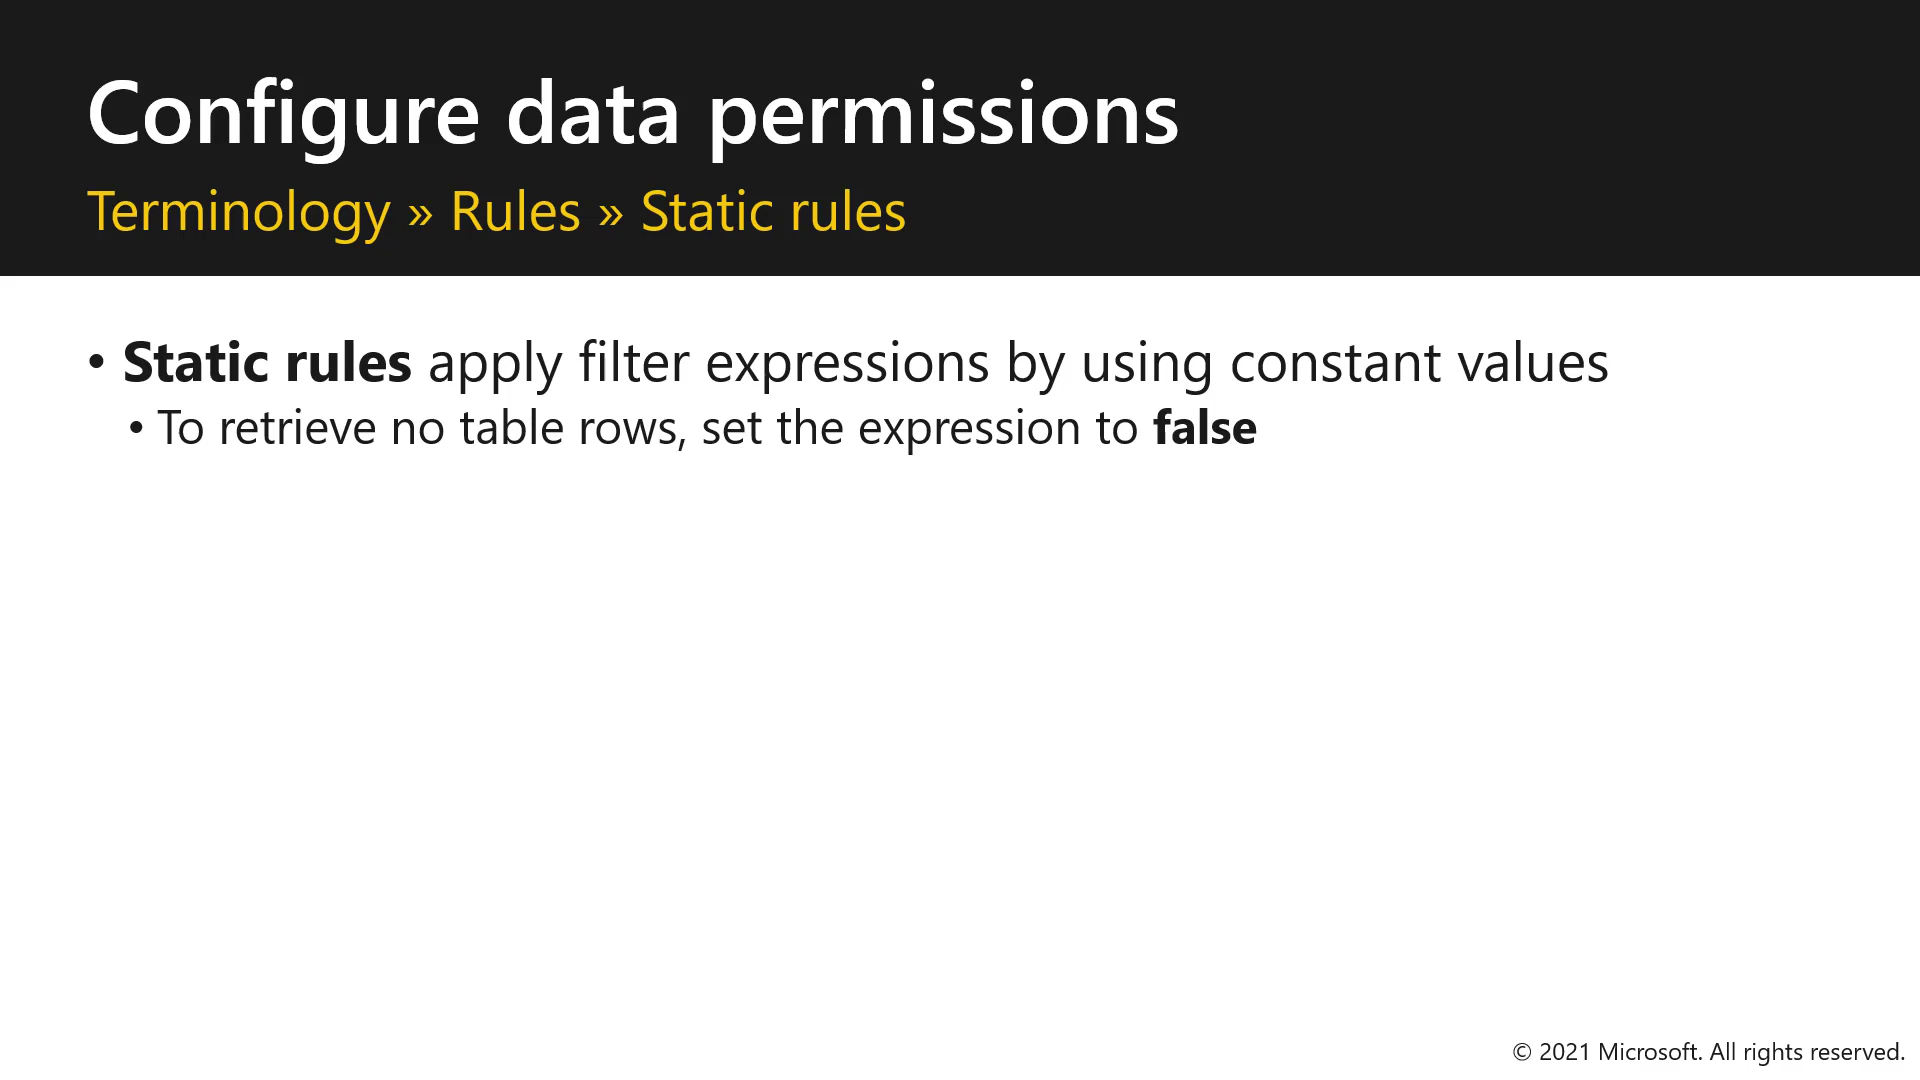 Configure data permissions
Terminology » Rules » Static rules
• Static rules apply filter expressions by using constant values
• To retrieve no table rows, set the expression to false
© 2021 Microsoft. All rights reserved.